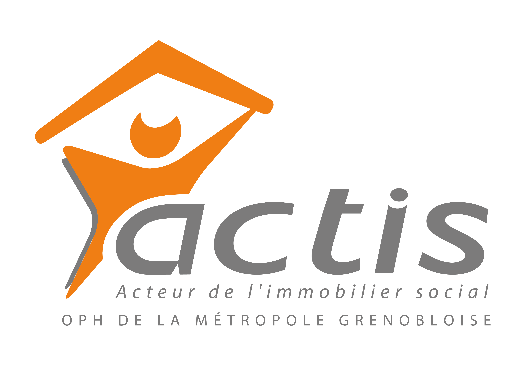 actis
Acteur de l'immobilier social
OPH DE LA MÉTROPOLE GRENOBLOISE